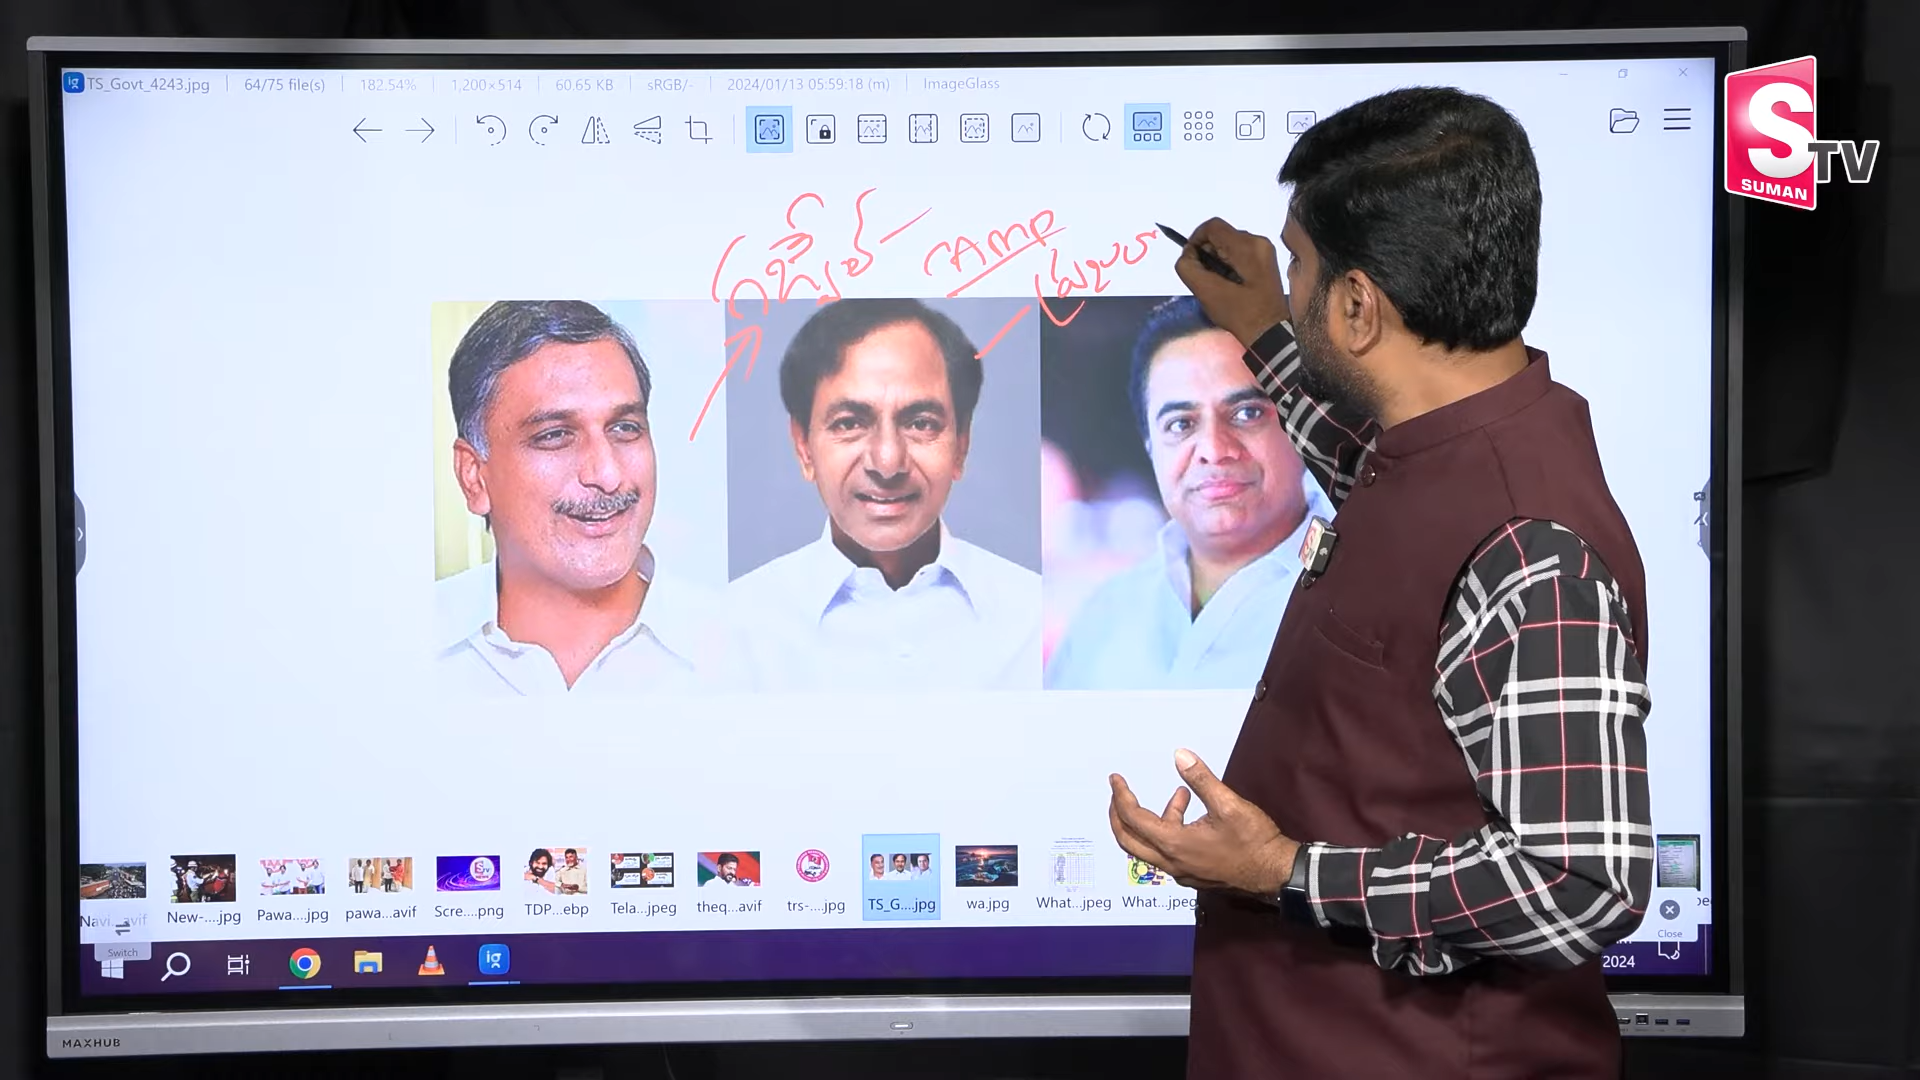 TS_Govt_4243.jpg 64/75 file(s) 182.54% 1,200×514 60.65 KB sRGB/- 2024/01/13 05:59:18 (m) ImageGlass
S TV
SUMAN
CAMP
New-....jpg Pawa....jpg pawa....avif Scre....png TDP...ebp Tela....jpeg theq....avif trs-....jpg TS_G....jpg wa.jpg What....jpeg What....jpeg
Switch
Close
2024
MAXHUB